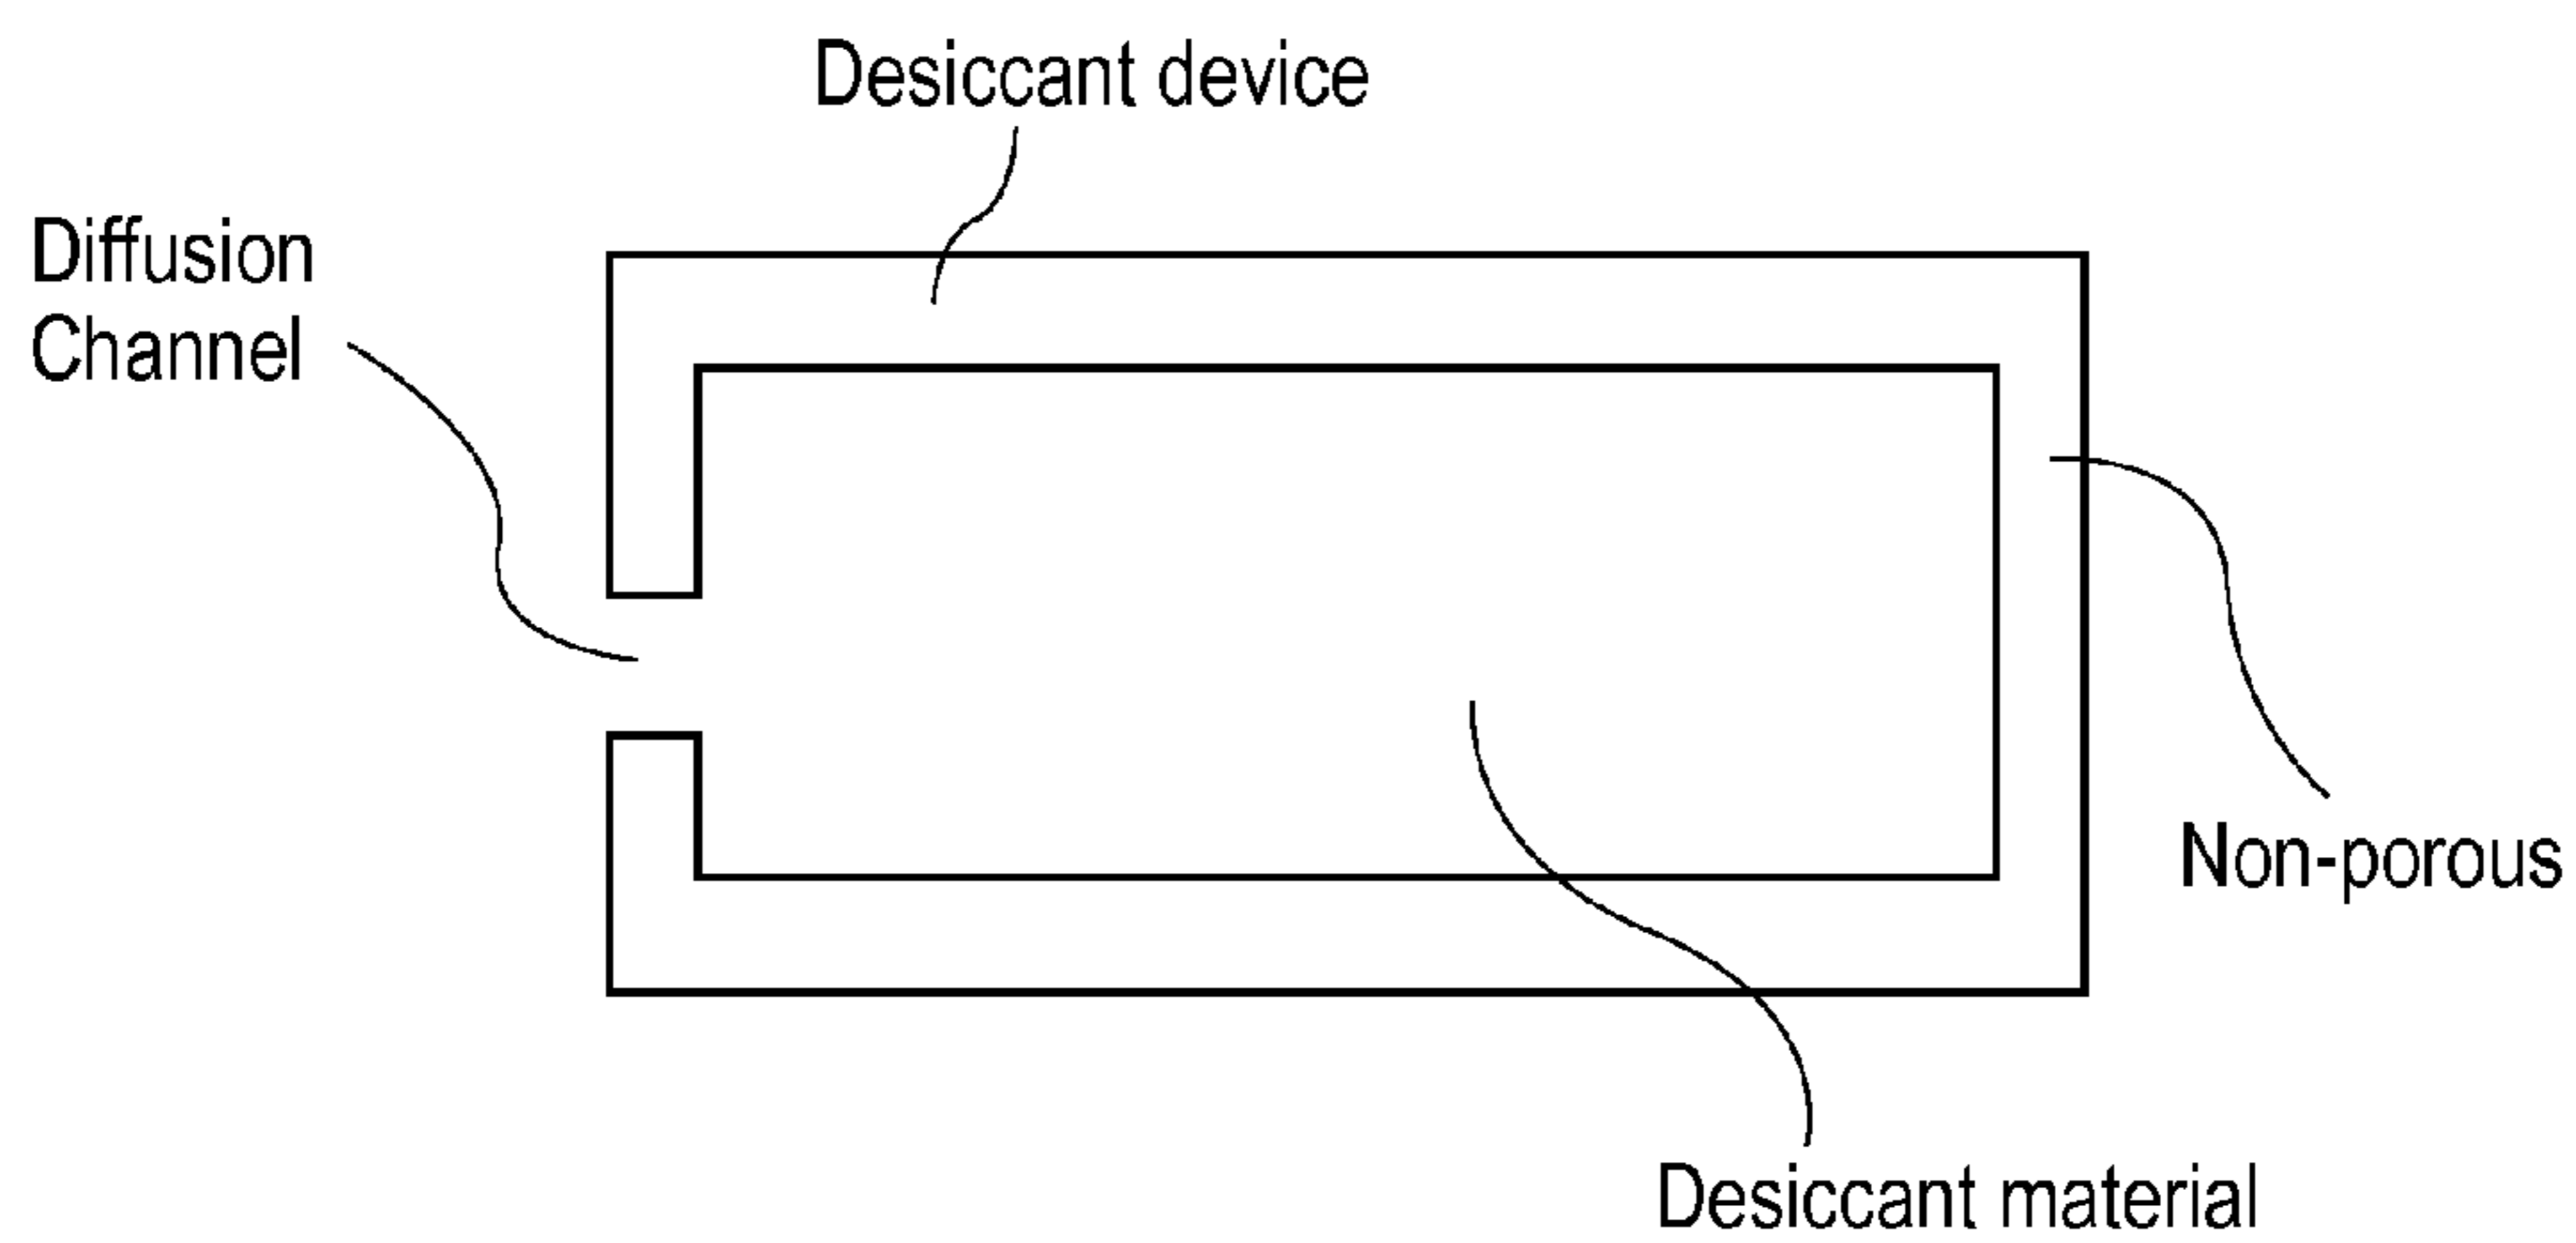 Desiccant device
Diffusion
Channel
Non-porous
Desiccant material